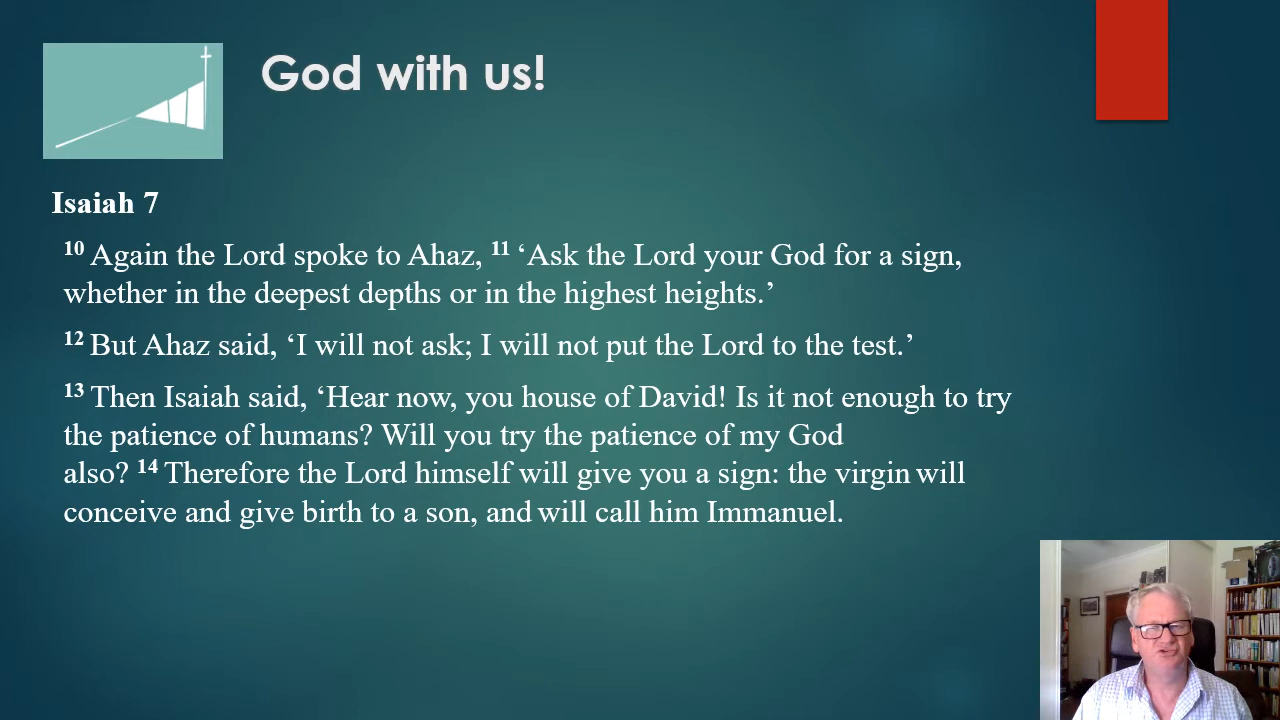 God with us!
Isaiah 7
10 Again the Lord spoke to Ahaz, 11 ‘Ask the Lord your God for a sign,
whether in the deepest depths or in the highest heights.’
12 But Ahaz said, ‘I will not ask; I will not put the Lord to the test.’
13 Then Isaiah said, ‘Hear now, you house of David! Is it not enough to try
the patience of humans? Will you try the patience of my God
also? 14 Therefore the Lord himself will give you a sign: the virgin will
conceive and give birth to a son, and will call him Immanuel.